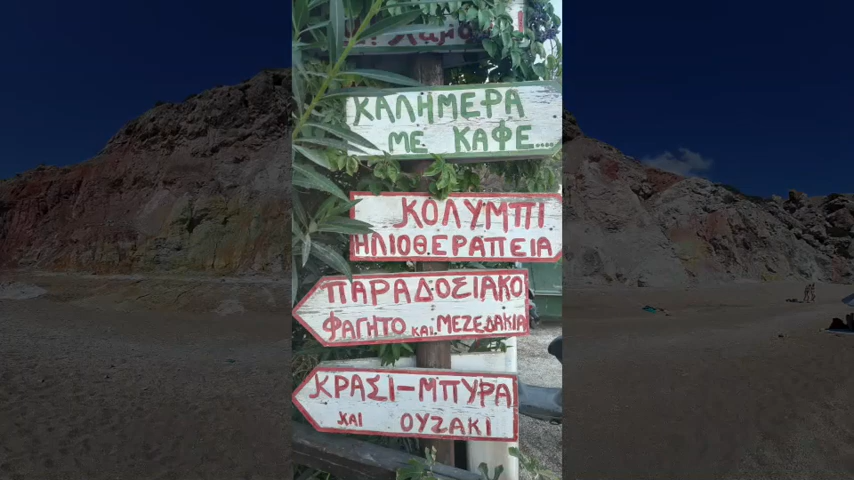 ΚΑΛΗΜΕΡΑ
ΜΕ ΚΑΦΕ....
ΚΟΛΥΜΠΙ
ΗΛΙΟΘΕΡΑΠΕΙΑ
ΠΑΡΑΔΟΣΙΑΚΟ
ΦΑΓΗΤΟ ΚΑΙ ΜΕΖΕΔΑΚΙΑ
ΚΡΑΣΙ-ΜΠΥΡΑ
ΚΑΙ ΟΥΖΑΚΙ